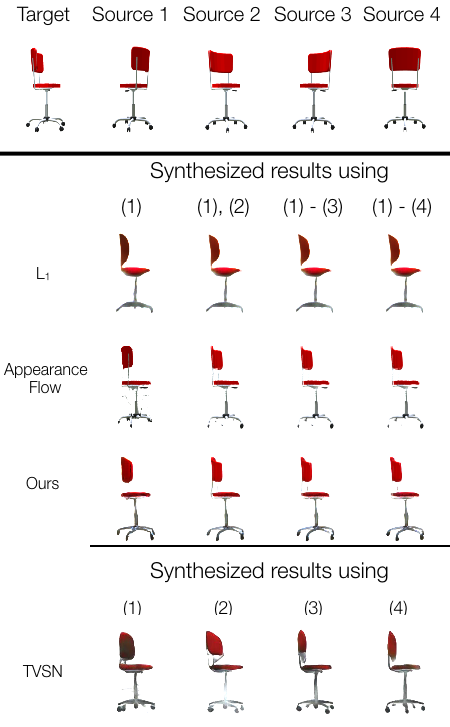 Target Source 1 Source 2 Source 3 Source 4
Synthesized results using
(1) (1), (2) (1) - (3) (1) - (4)
L₁
Appearance
Flow
Ours
Synthesized results using
(1) (2) (3) (4)
TVSN